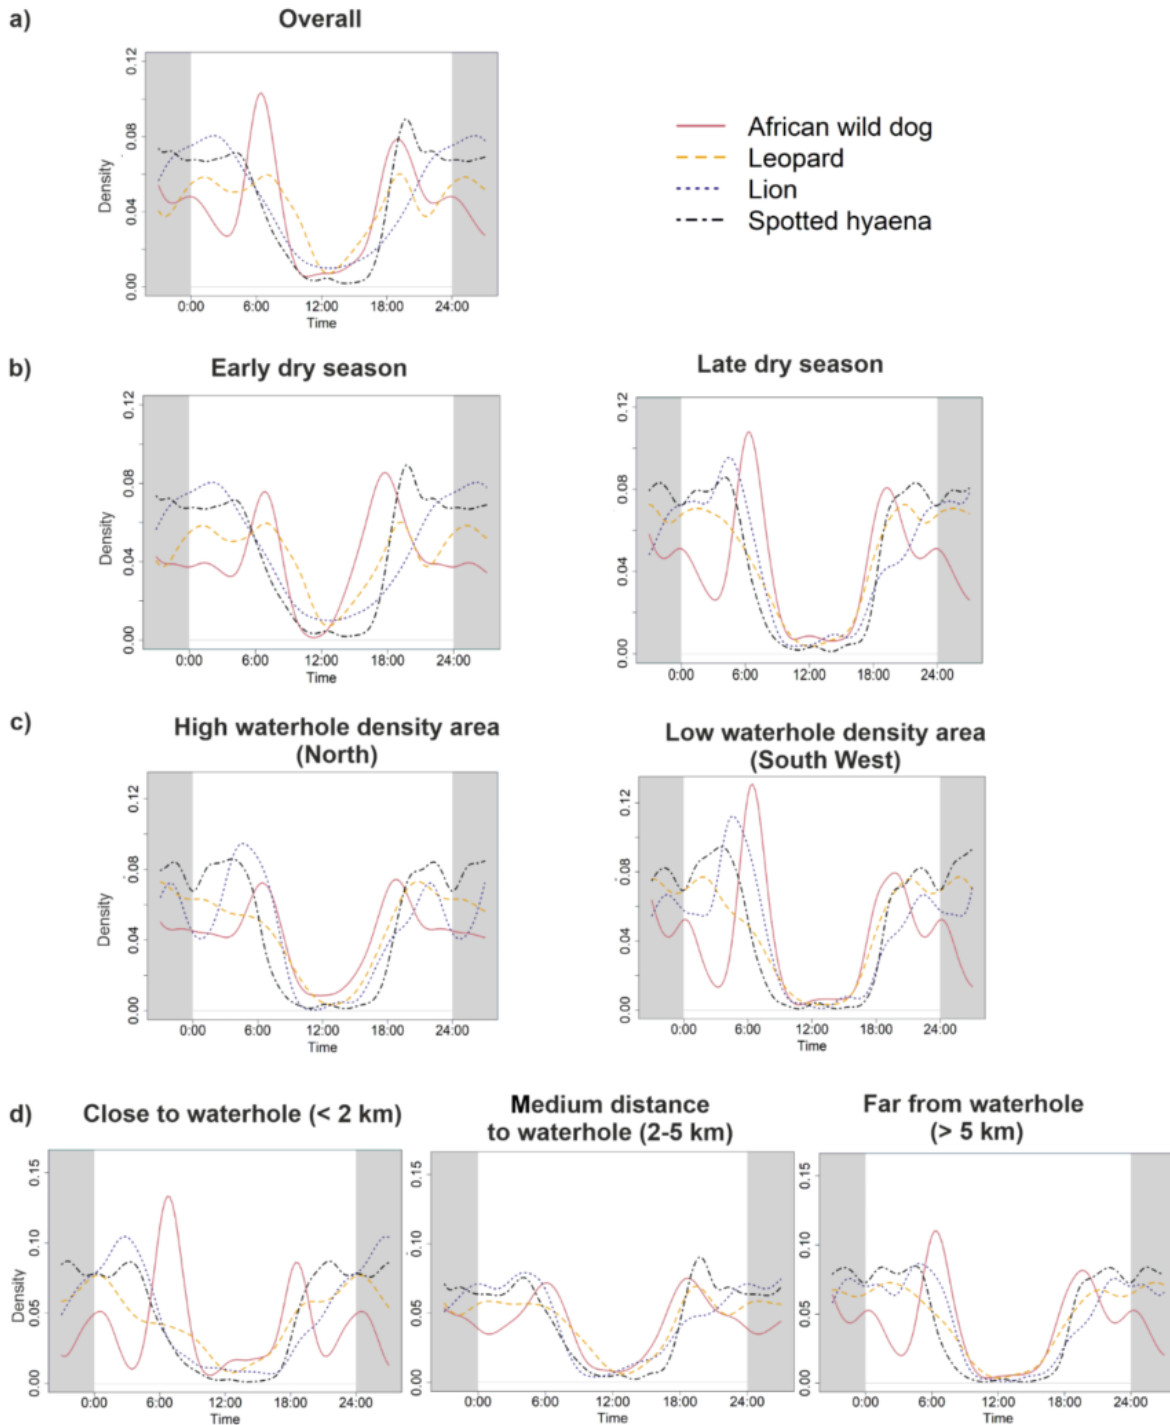 a)
Overall
0.12
0.08
0.04
0.00
Density
0:00 6:00 12:00 18:00 24:00
Time
African wild dog
Leopard
Lion
Spotted hyaena
b)
Early dry season
0.12
0.08
0.04
0.00
Density
0:00 6:00 12:00 18:00 24:00
Time
Late dry season
0.12
0.08
0.04
0.00
0:00 6:00 12:00 18:00 24:00
Time
c)
High waterhole density area
(North)
0.12
0.08
0.04
0.00
Density
0:00 6:00 12:00 18:00 24:00
Time
Low waterhole density area
(South West)
0.12
0.08
0.04
0.00
0:00 6:00 12:00 18:00 24:00
Time
d)
Close to waterhole (< 2 km)
0.15
0.10
0.05
0.00
Density
0:00 6:00 12:00 18:00 24:00
Time
Medium distance
to waterhole (2-5 km)
0.15
0.10
0.05
0.00
0:00 6:00 12:00 18:00 24:00
Time
Far from waterhole
(> 5 km)
0.15
0.10
0.05
0.00
0:00 6:00 12:00 18:00 24:00
Time